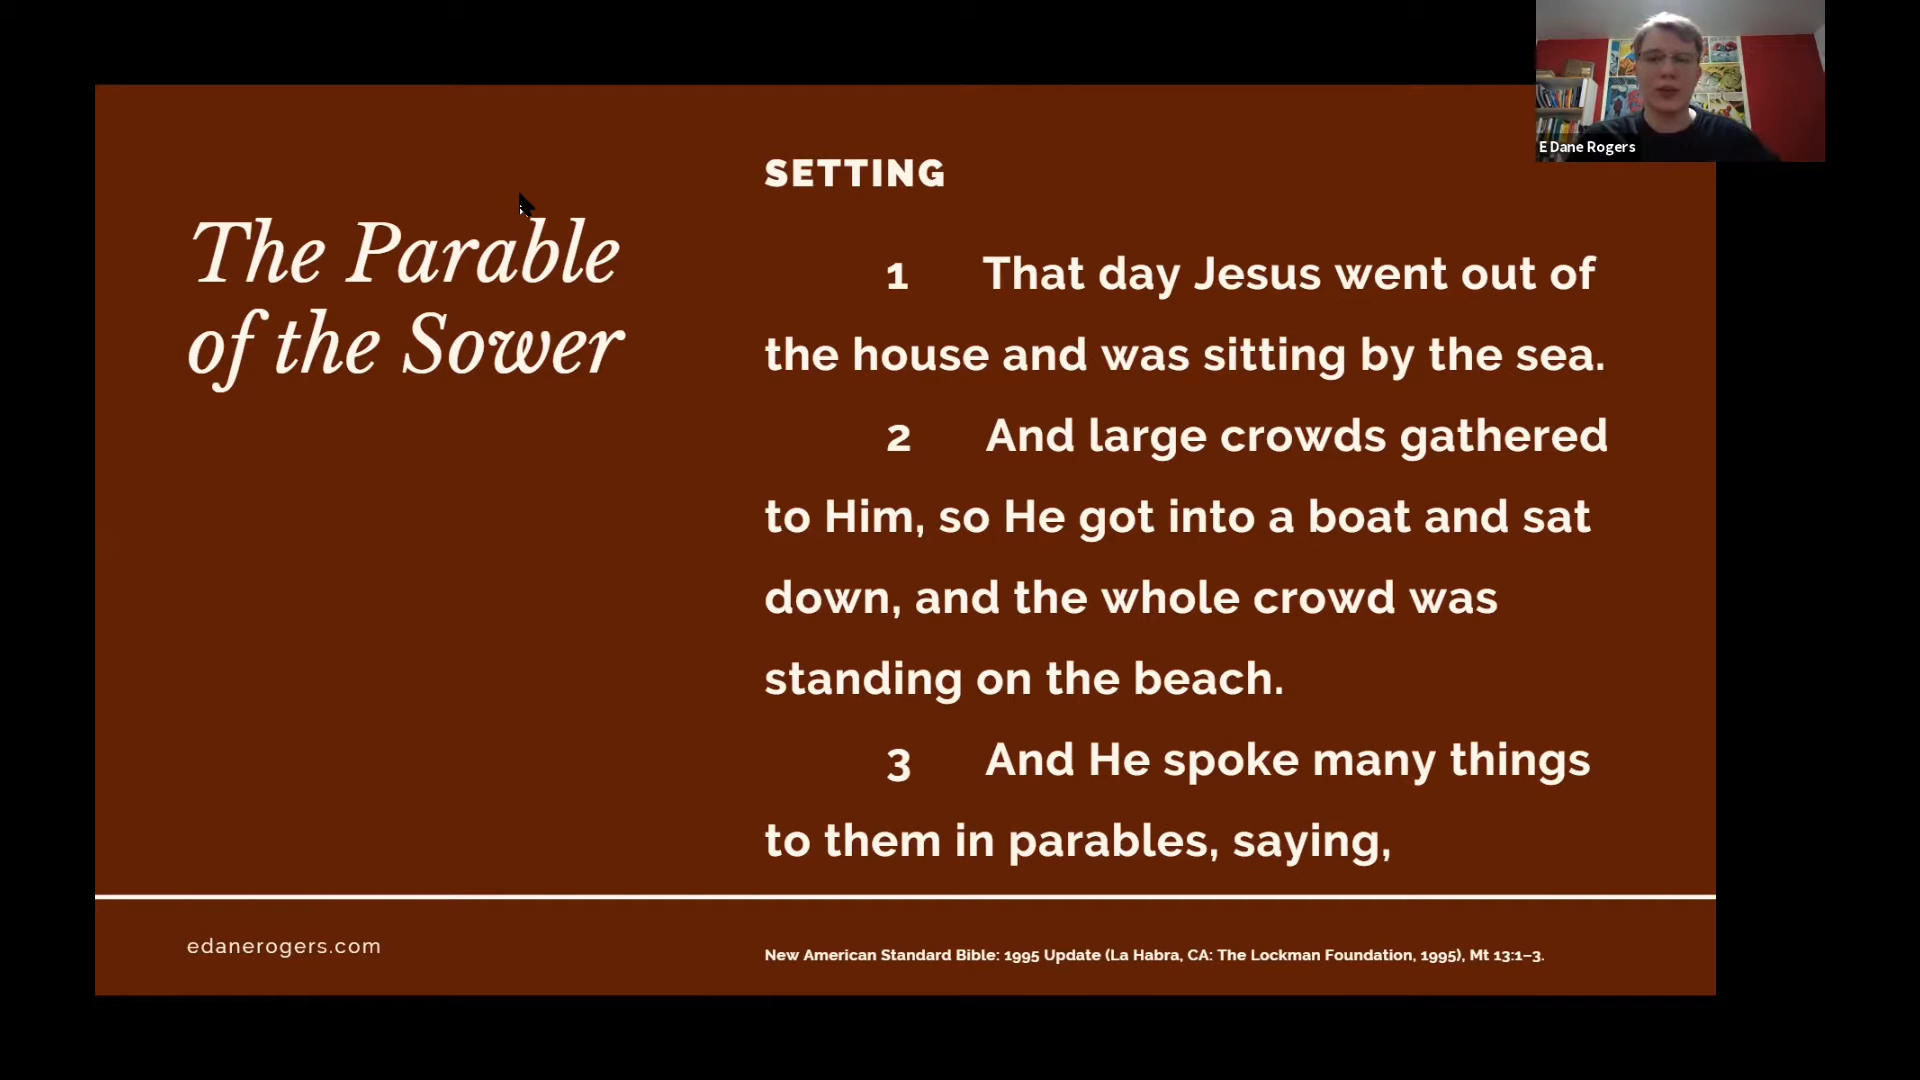 E Dane Rogers
The Parable
of the Sower
SETTING
1 That day Jesus went out of
the house and was sitting by the sea.
2 And large crowds gathered
to Him, so He got into a boat and sat
down, and the whole crowd was
standing on the beach.
3 And He spoke many things
to them in parables, saying,
edanerogers.com
New American Standard Bible: 1995 Update (La Habra, CA: The Lockman Foundation, 1995), Mt 13:1–3.